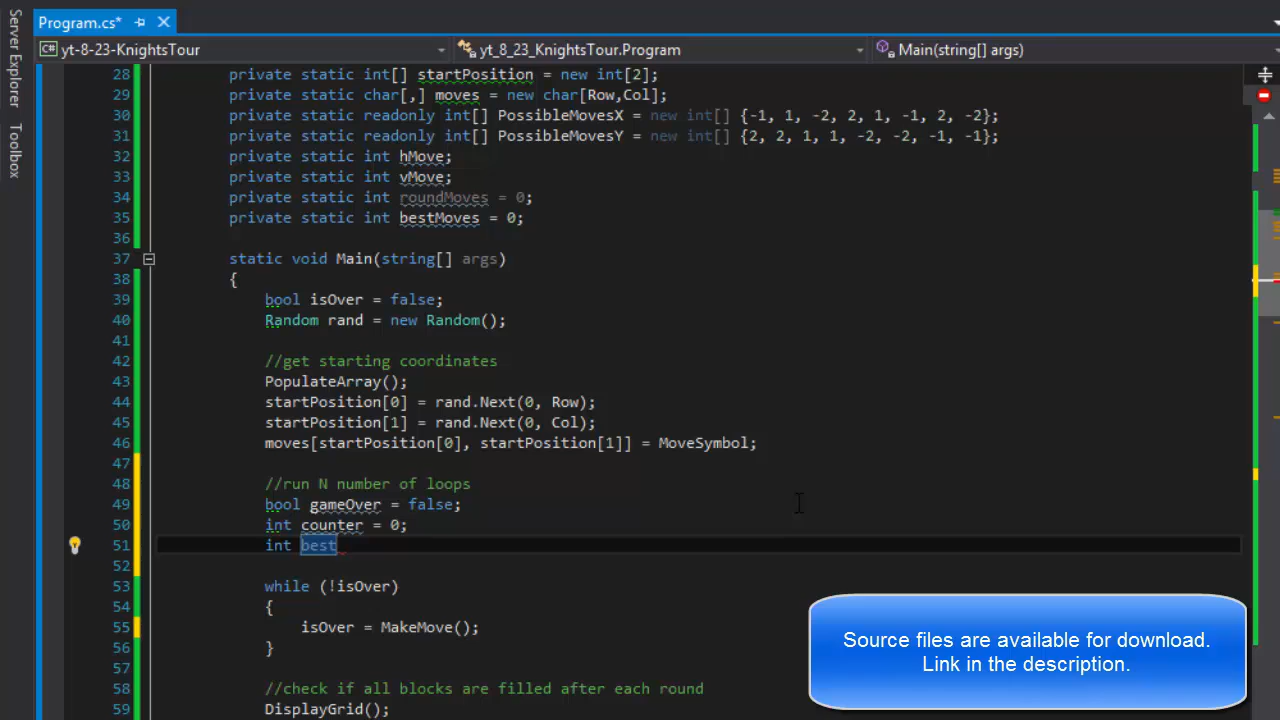 Program.cs*
yt-8-23-KnightsTour
yt_8_23_KnightsTour.Program
Main(string[] args)
Server Explorer
Toolbox
28 private static int[] startPosition = new int[2];
29 private static char[,] moves = new char[Row,Col];
30 private static readonly int[] PossibleMovesX = new int[] {-1, 1, -2, 2, 1, -1, 2, -2};
31 private static readonly int[] PossibleMovesY = new int[] {2, 2, 1, 1, -2, -2, -1, -1};
32 private static int hMove;
33 private static int vMove;
34 private static int roundMoves = 0;
35 private static int bestMoves = 0;
36
37 static void Main(string[] args)
38 {
39 bool isOver = false;
40 Random rand = new Random();
41
42 //get starting coordinates
43 PopulateArray();
44 startPosition[0] = rand.Next(0, Row);
45 startPosition[1] = rand.Next(0, Col);
46 moves[startPosition[0], startPosition[1]] = MoveSymbol;
47
48 //run N number of loops
49 bool gameOver = false;
50 int counter = 0;
51 int best
52
53 while (!isOver)
54 {
55 isOver = MakeMove();
56 }
57
58 //check if all blocks are filled after each round
59 DisplayGrid();
Source files are available for download.
Link in the description.